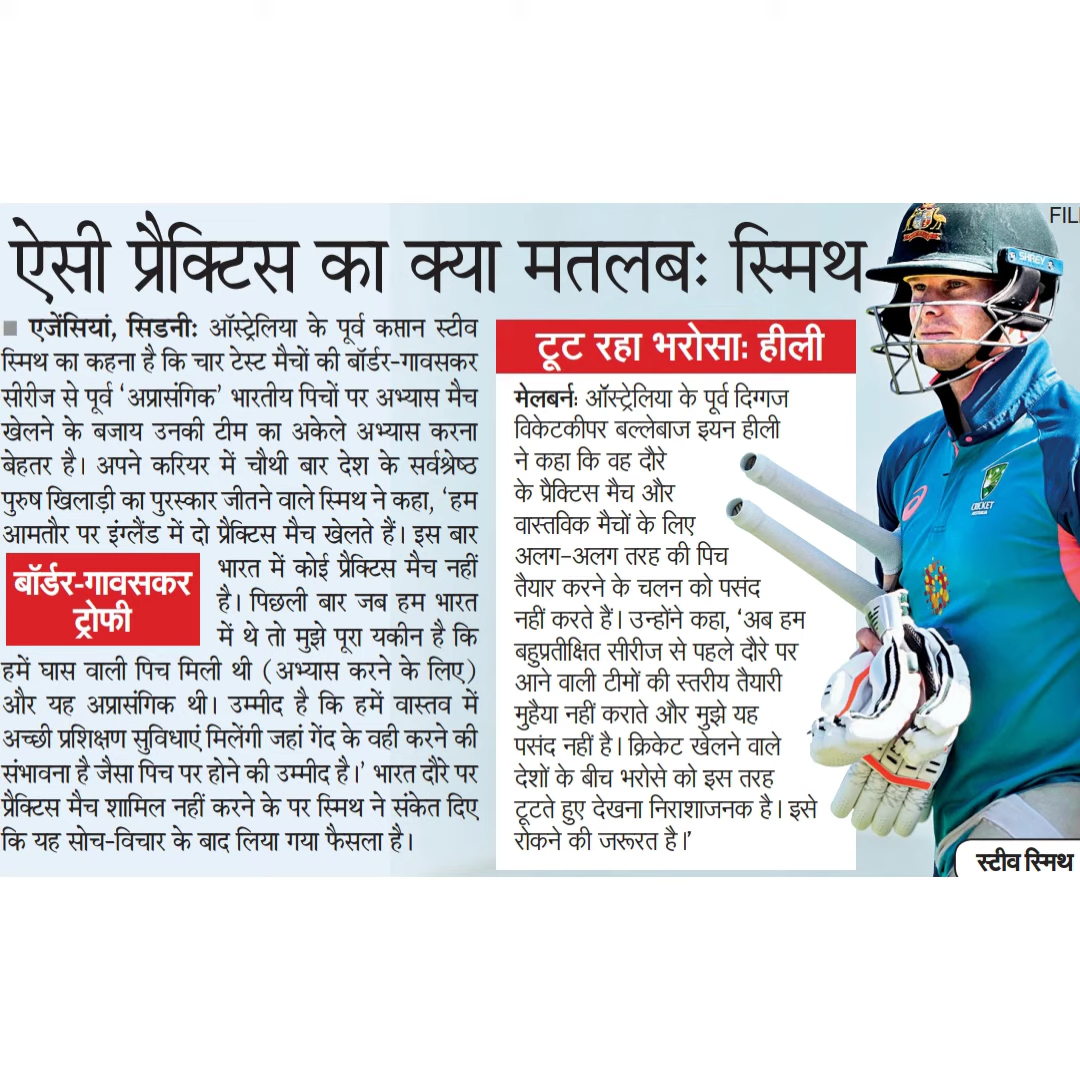 FIL
ऐसी प्रैक्टिस का क्या मतलबः स्मिथ
एजेंसियां, सिडनीः ऑस्ट्रेलिया के पूर्व कप्तान स्टीव
स्मिथ का कहना है कि चार टेस्ट मैचों की बॉर्डर-गावसकर
सीरीज से पूर्व 'अप्रासंगिक' भारतीय पिचों पर अभ्यास मैच
खेलने के बजाय उनकी टीम का अकेले अभ्यास करना
बेहतर है। अपने करियर में चौथी बार देश के सर्वश्रेष्ठ
पुरुष खिलाड़ी का पुरस्कार जीतने वाले स्मिथ ने कहा, 'हम
आमतौर पर इंग्लैंड में दो प्रैक्टिस मैच खेलते हैं। इस बार
भारत में कोई प्रैक्टिस मैच नहीं
है। पिछली बार जब हम भारत
में थे तो मुझे पूरा यकीन है कि
हमें घास वाली पिच मिली थी (अभ्यास करने के लिए)
और यह अप्रासंगिक थी। उम्मीद है कि हमें वास्तव में
अच्छी प्रशिक्षण सुविधाएं मिलेंगी जहां गेंद के वही करने की
संभावना है जैसा पिच पर होने की उम्मीद है।' भारत दौरे पर
प्रैक्टिस मैच शामिल नहीं करने के पर स्मिथ ने संकेत दिए
कि यह सोच-विचार के बाद लिया गया फैसला है।
बॉर्डर-गावसकर
ट्रोफी
टूट रहा भरोसाः हीली
मेलबर्नः ऑस्ट्रेलिया के पूर्व दिग्गज
विकेटकीपर बल्लेबाज इयन हीली
ने कहा कि वह दौरे
के प्रैक्टिस मैच और
वास्तविक मैचों के लिए
अलग-अलग तरह की पिच
तैयार करने के चलन को पसंद
नहीं करते हैं। उन्होंने कहा, 'अब हम
बहुप्रतीक्षित सीरीज से पहले दौरे पर
आने वाली टीमों की स्तरीय तैयारी
मुहैया नहीं कराते और मुझे यह
पसंद नहीं है। क्रिकेट खेलने वाले
देशों के बीच भरोसे को इस तरह
टूटते हुए देखना निराशाजनक है। इसे
रोकने की जरूरत है।'
SHREY
CRICKET
AUSTRALIA
स्टीव स्मिथ